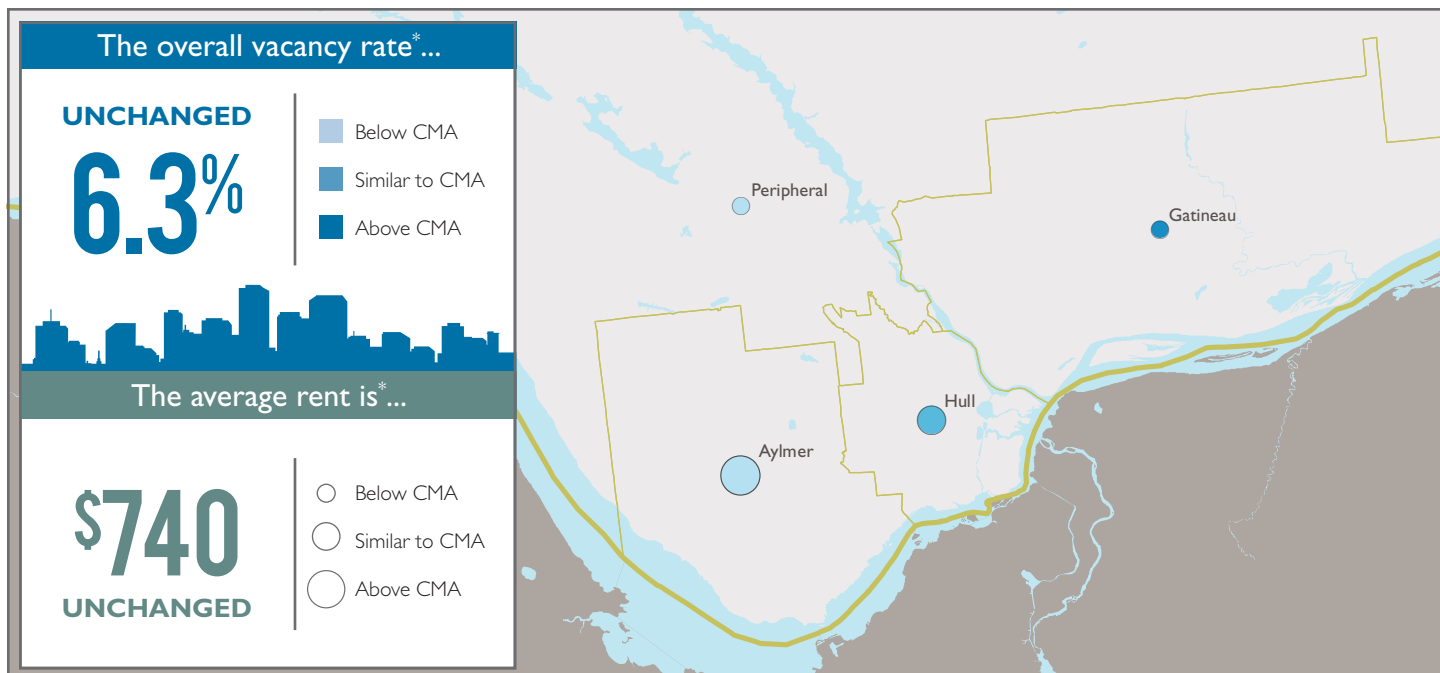 The overall vacancy rate*...
UNCHANGED
6.3%
Below CMA
Similar to CMA
Above CMA
The average rent is*...
$740
UNCHANGED
Below CMA
Similar to CMA
Above CMA
Peripheral
Gatineau
Hull
Aylmer